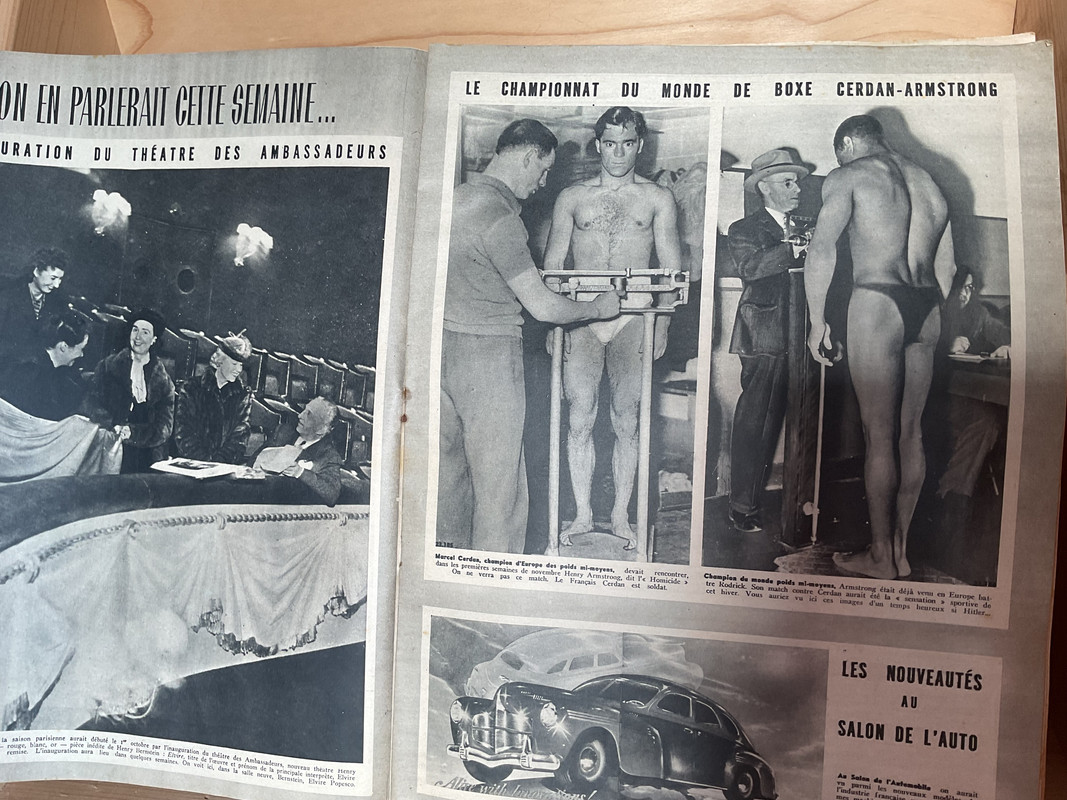 ON EN PARLERAIT CETTE SEMAINE...
URATION DU THÉATRE DES AMBASSADEURS
la saison parisienne aurait débuté le 1er octobre par l'inauguration du théâtre des Ambassadeurs, nouveau théâtre Henry
— rouge, blanc, or — pièce inédite de Henry Bernstein : Elvire, titre de l'œuvre et prénom de la principale interprète, Elvire
remise. L'inauguration aura lieu dans quelques semaines. On voit ici, dans la salle neuve, Bernstein, Elvire Popesco.
LE CHAMPIONNAT DU MONDE DE BOXE CERDAN-ARMSTRONG
Marcel Cerdan, champion d'Europe des poids mi-moyens, devait rencontrer,
dans les premières semaines de novembre Henry Armstrong, dit l'« Homicide »
On ne verra pas ce match. Le Français Cerdan est soldat.
Champion du monde poids mi-moyens, Armstrong était déjà venu en Europe bat-
tre Rodrick. Son match contre Cerdan aurait été la « sensation » sportive de
cet hiver. Vous auriez vu ici ces images d'un temps heureux si Hitler...
LES NOUVEAUTÉS
AU
SALON DE L'AUTO
Au Salon de l'Automobile on aurait
vu parmi les nouveaux
l'industrie